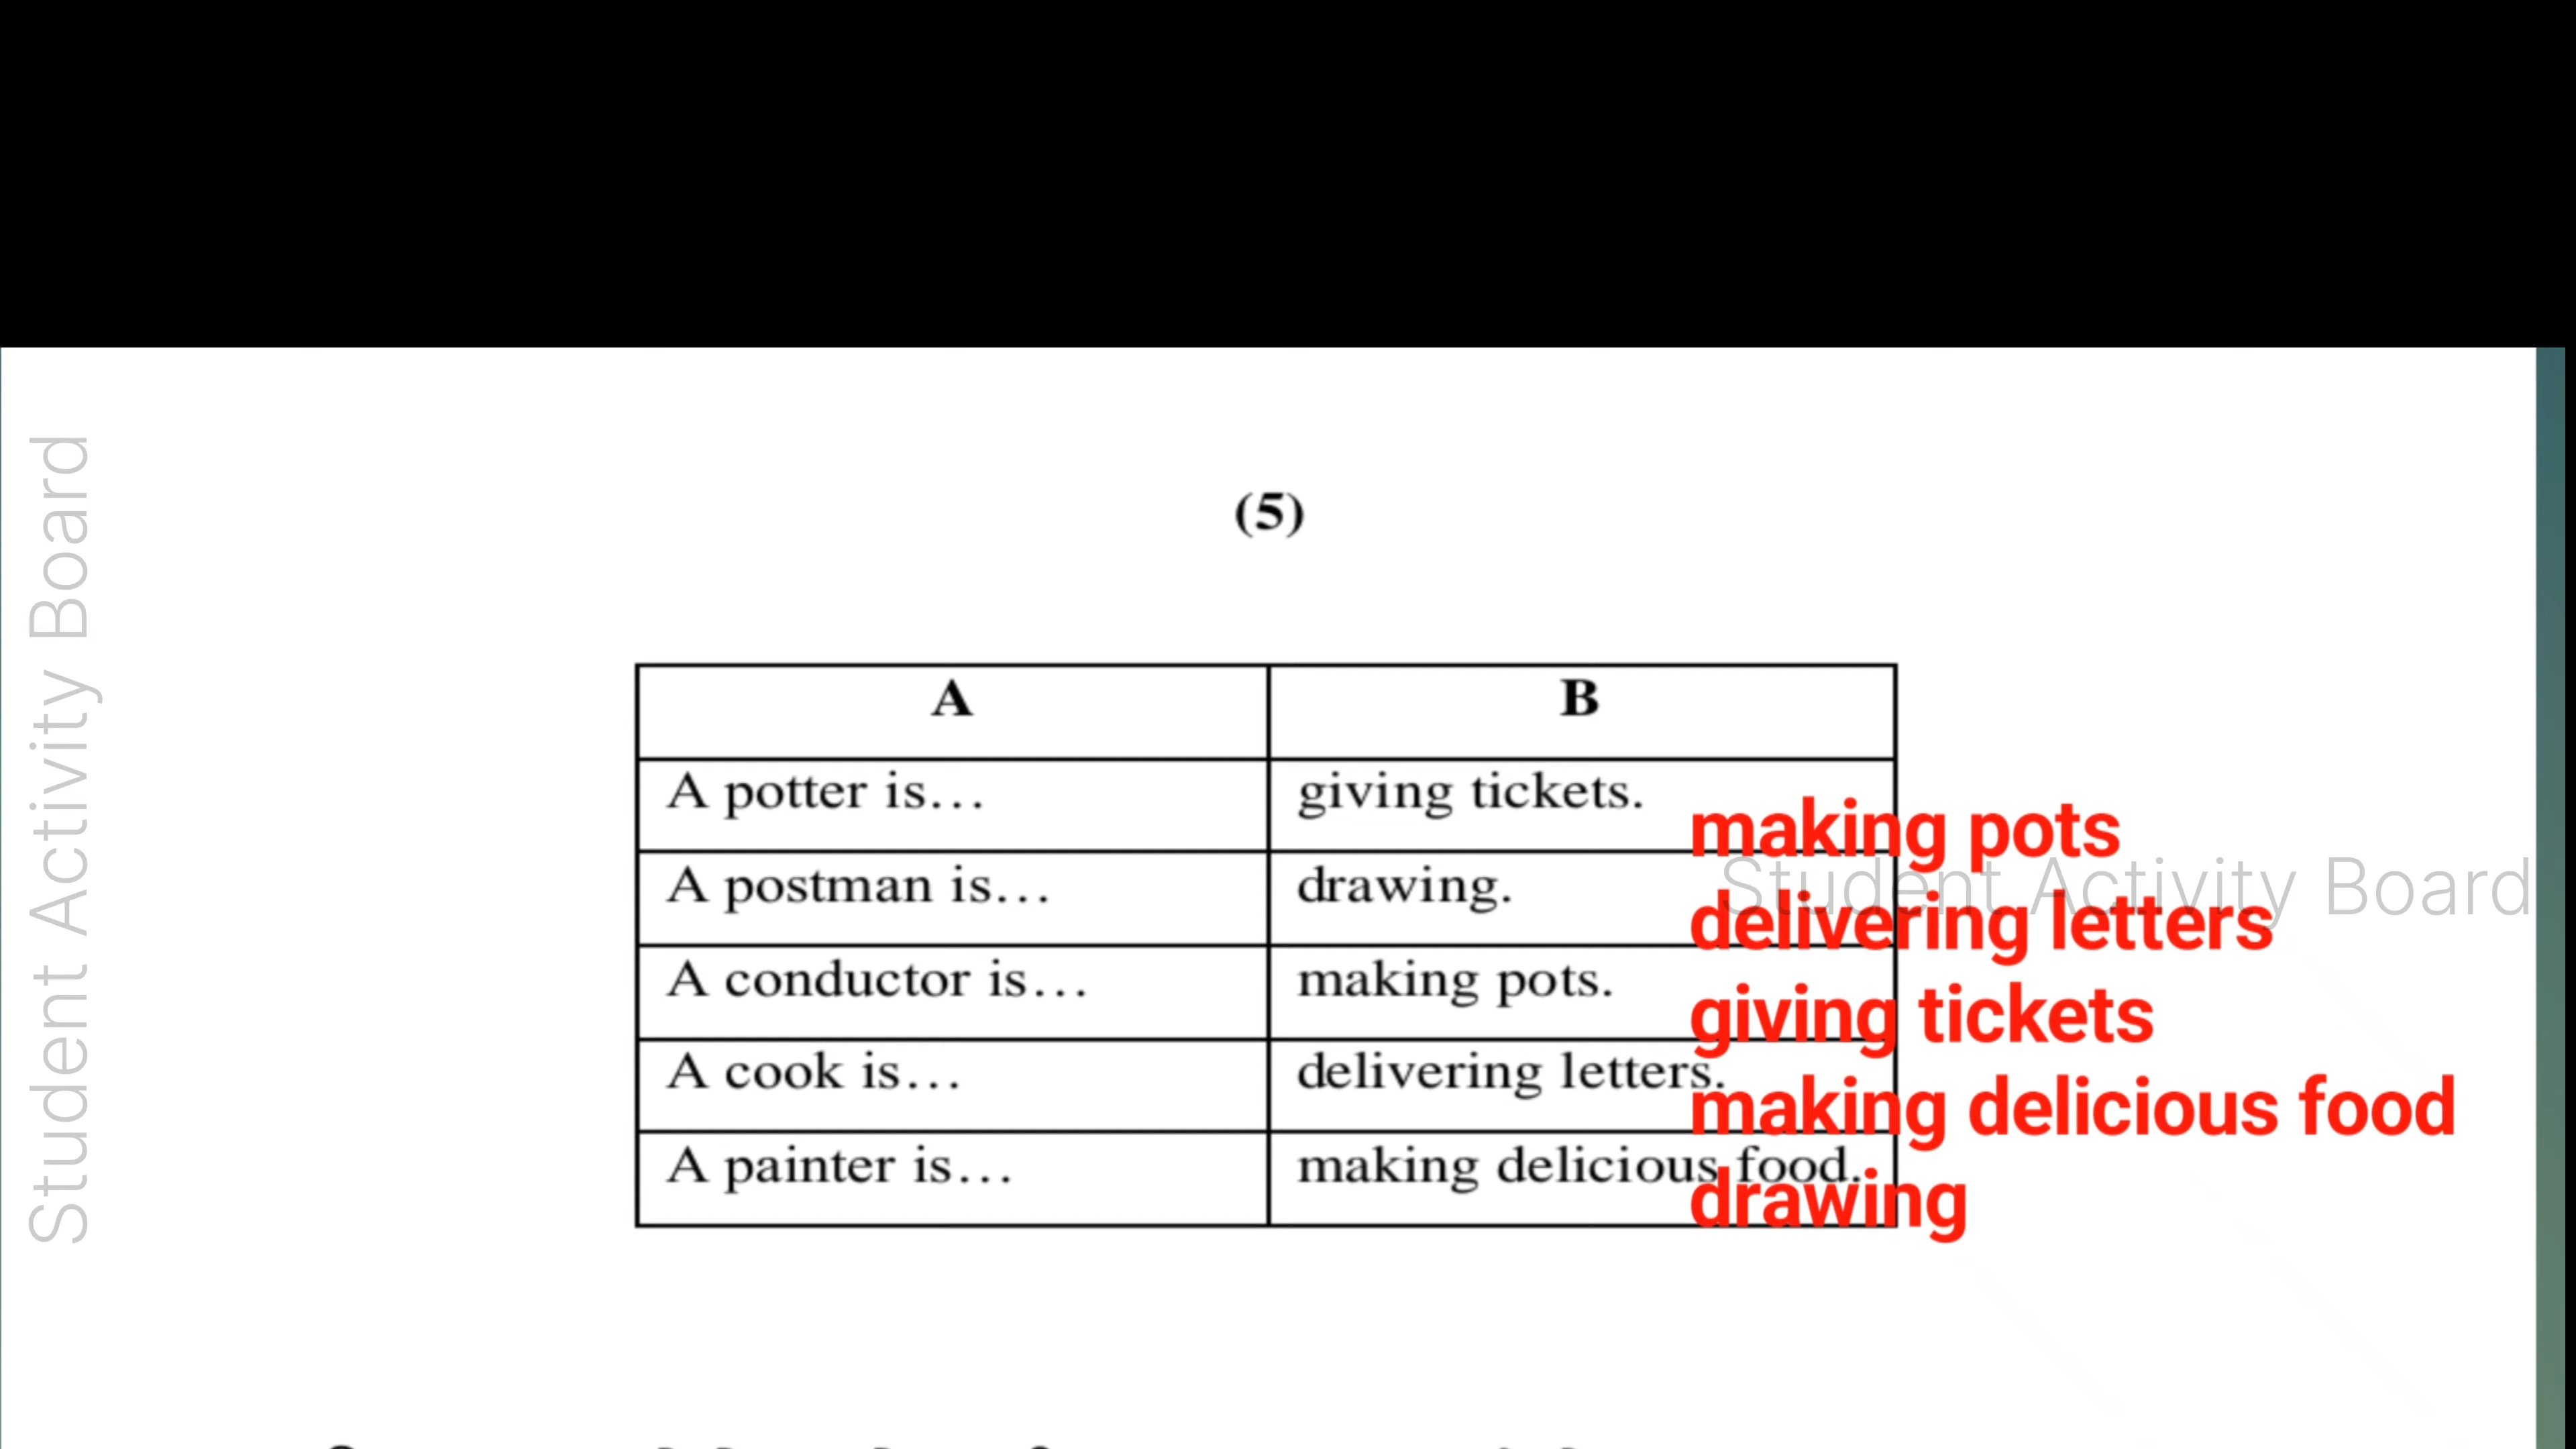 Student Activity Board
(5)
A B
A potter is… giving tickets.
making pots
A postman is… drawing.
Student Activity Board
delivering letters
A conductor is… making pots.
giving tickets
A cook is… delivering letters.
making delicious food
A painter is… making delicious food.
drawing